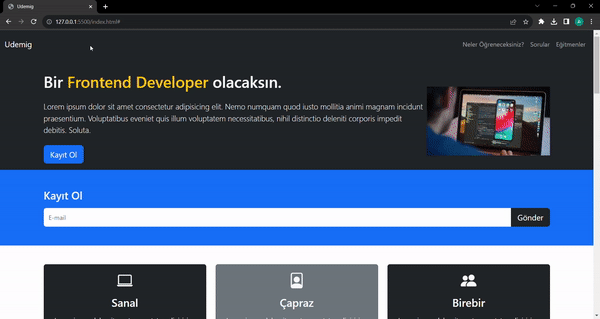 Udemig
127.0.0.1:5500/index.html#
Udemig
Neler Öğreneceksiniz? Sorular Eğitmenler
Bir Frontend Developer olacaksın.
Lorem ipsum dolor sit amet consectetur adipisicing elit. Nemo numquam quod iusto mollitia animi magnam incidunt
praesentium. Voluptatibus eveniet quis illum voluptatem necessitatibus, nihil distinctio deleniti corporis impedit
debitis. Soluta.
Kayıt Ol
Kayıt Ol
E-mail
Gönder
Sanal
Çapraz
Birebir